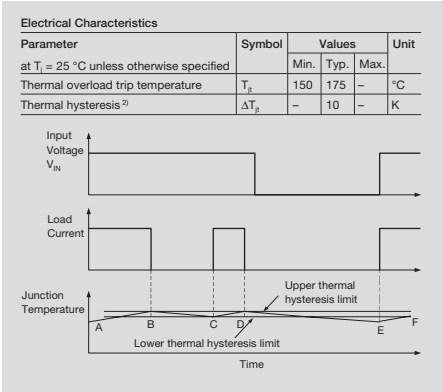 Electrical Characteristics
Parameter Symbol Values Unit
at Tj = 25 °C unless otherwise specified Min. Typ. Max.
Thermal overload trip temperature Tjt 150 175 – °C
Thermal hysteresis 2) ΔTjt – 10 – K
Input
Voltage
VIN
Load
Current
Upper thermal
hysteresis limit
Junction
Temperature
A B C D E F
Lower thermal hysteresis limit
Time